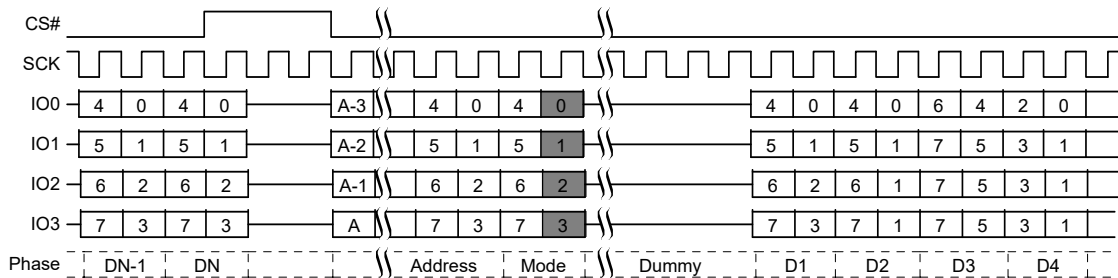 CS#
SCK
IO0 4 0 4 0 A-3 4 0 4 0 4 0 4 0 6 4 2 0
IO1 5 1 5 1 A-2 5 1 5 1 5 1 5 1 7 5 3 1
IO2 6 2 6 2 A-1 6 2 6 2 6 2 6 1 7 5 3 1
IO3 7 3 7 3 A 7 3 7 3 7 3 7 1 7 5 3 1
Phase DN-1 DN Address Mode Dummy D1 D2 D3 D4